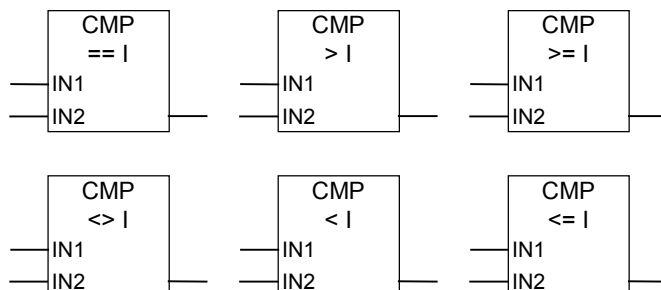 CMP
== I
IN1
IN2
CMP
> I
IN1
IN2
CMP
>= I
IN1
IN2
CMP
<> I
IN1
IN2
CMP
< I
IN1
IN2
CMP
<= I
IN1
IN2